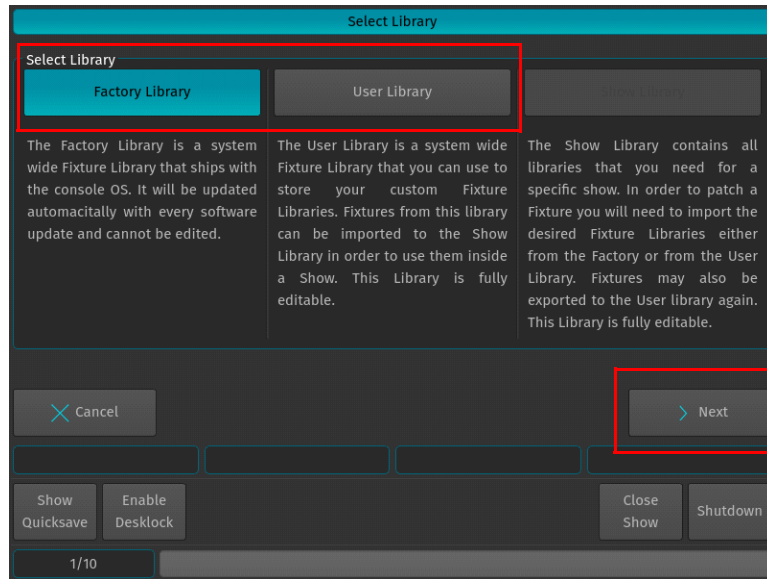 Select Library
Select Library
Factory Library
User Library
Show Library
The Factory Library is a system
wide Fixture Library that ships with
the console OS. It will be updated
automacitally with every software
update and cannot be edited.
The User Library is a system wide
Fixture Library that you can use to
store your custom Fixture
Libraries. Fixtures from this library
can be imported to the Show
Library in order to use them inside
a Show. This Library is fully
editable.
The Show Library contains all
libraries that you need for a
specific show. In order to patch a
Fixture you will need to import the
desired Fixture Libraries either
from the Factory or from the User
Library. Fixtures may also be
exported to the User library again.
This Library is fully editable.
Cancel
Next
Show
Quicksave
Enable
Desklock
Close
Show
Shutdown
1/10